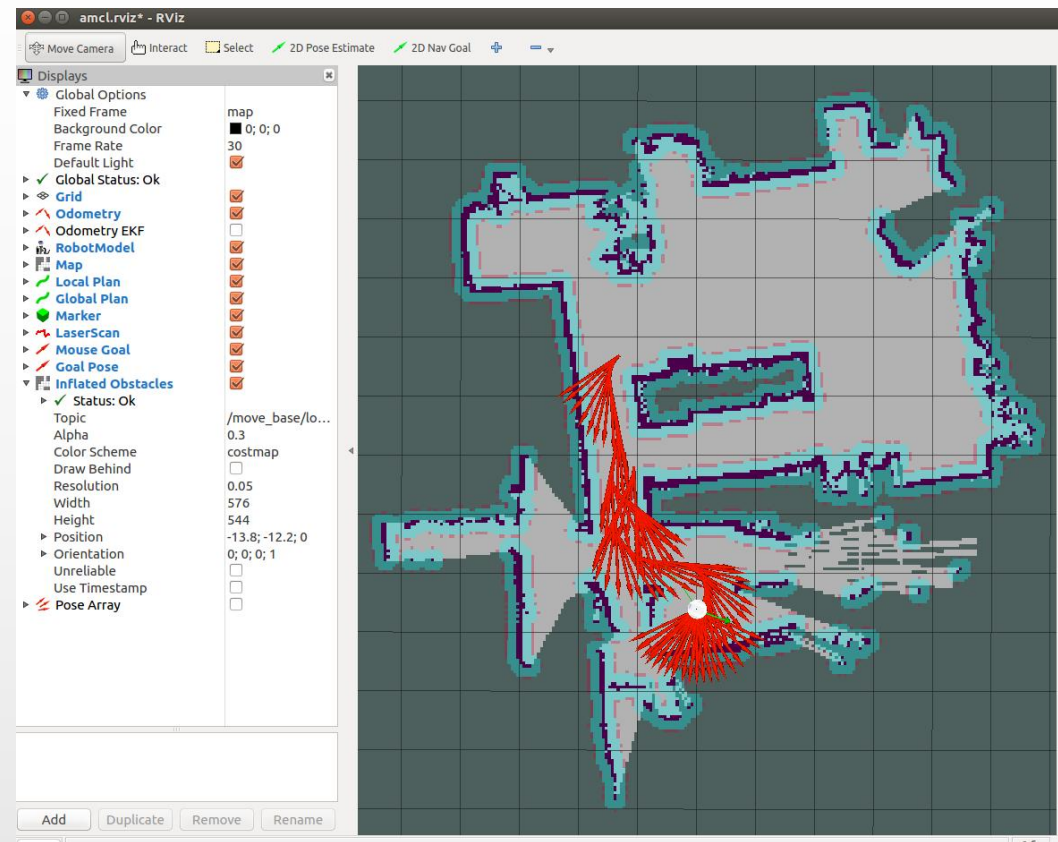 amcl.rviz* - RViz
Move Camera Interact Select 2D Pose Estimate 2D Nav Goal
Displays
Global Options
Fixed Frame map
Background Color 0; 0; 0
Frame Rate 30
Default Light
Global Status: Ok
Grid
Odometry
Odometry EKF
RobotModel
Map
Local Plan
Global Plan
Marker
LaserScan
Mouse Goal
Goal Pose
Inflated Obstacles
Status: Ok
Topic /move_base/lo...
Alpha 0.3
Color Scheme costmap
Draw Behind
Resolution 0.05
Width 576
Height 544
Position -13.8; -12.2; 0
Orientation 0; 0; 0; 1
Unreliable
Use Timestamp
Pose Array
Add Duplicate Remove Rename